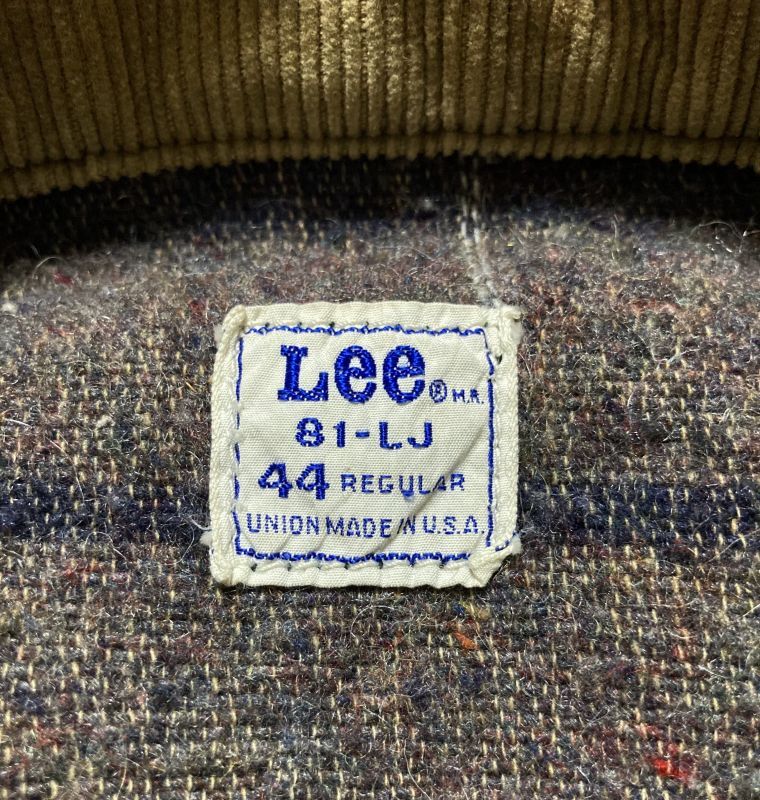 Lee® M.R.
81-LJ
44 REGULAR
UNION MADE IN U.S.A.